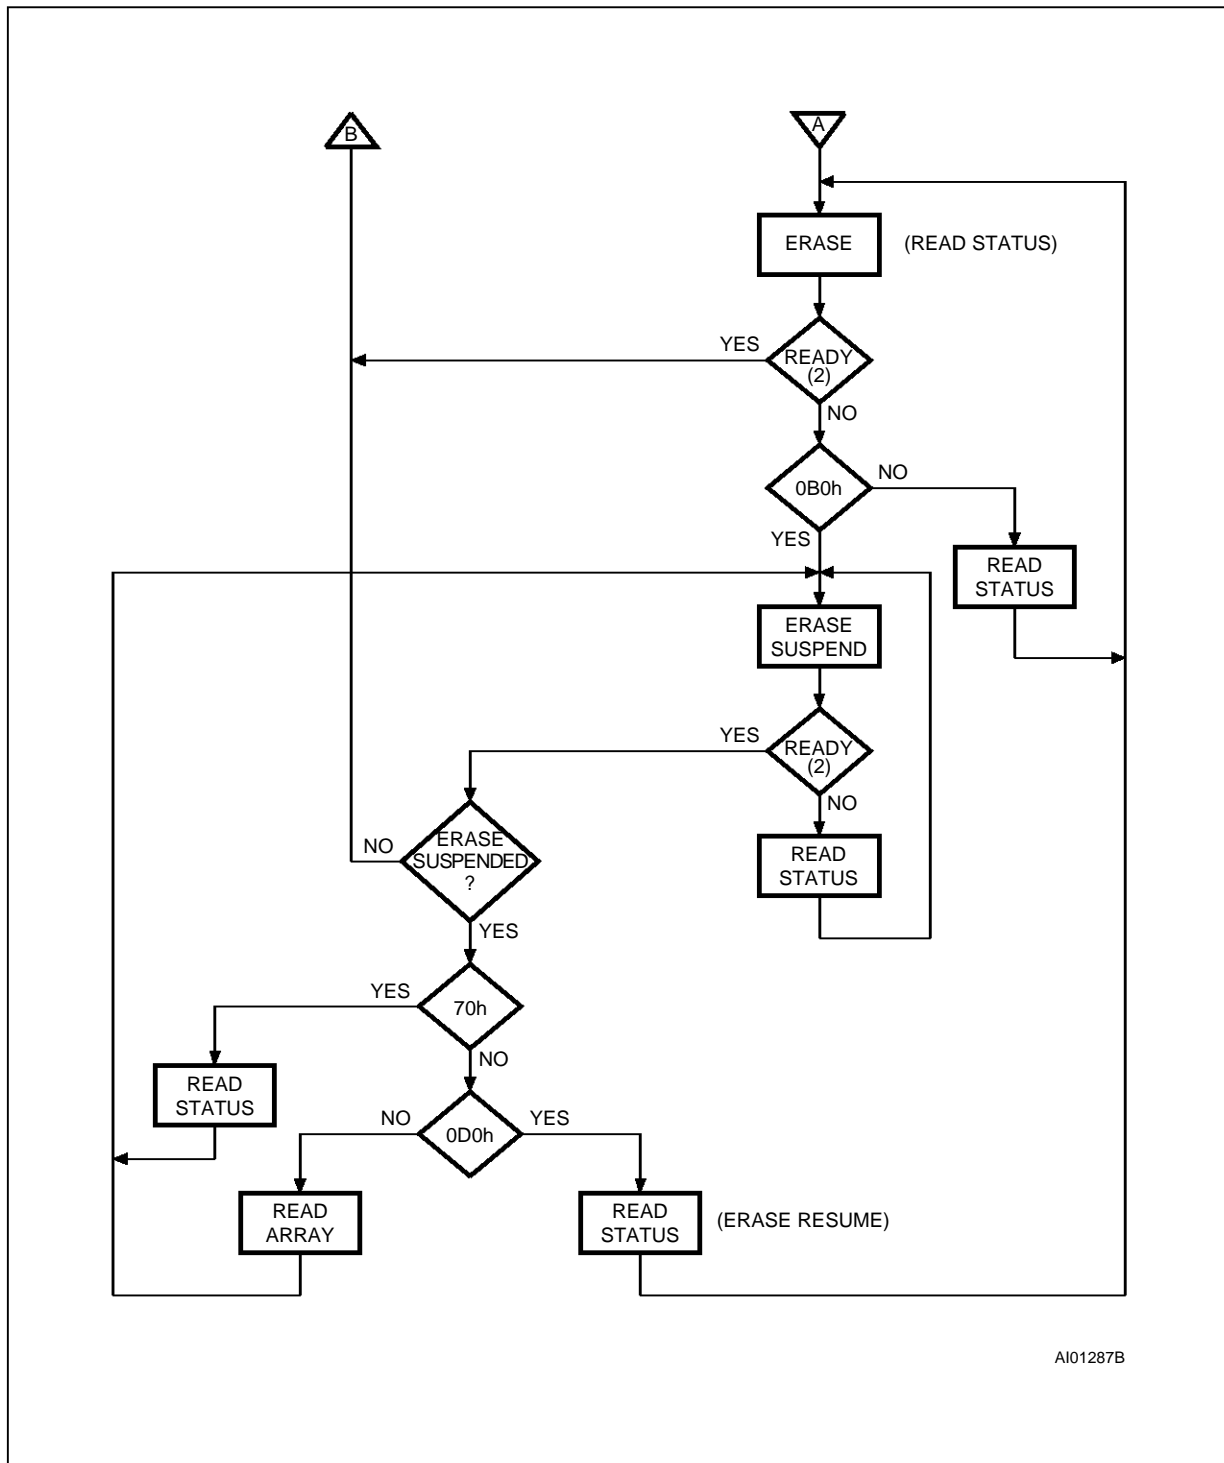 B
A
ERASE
(READ STATUS)
YES
READY
(2)
NO
0B0h
NO
YES
READ
STATUS
ERASE
SUSPEND
YES
READY
(2)
NO
ERASE
SUSPENDED
?
NO
READ
STATUS
YES
YES
70h
NO
READ
STATUS
NO
0D0h
YES
READ
ARRAY
READ
STATUS
(ERASE RESUME)
AI01287B